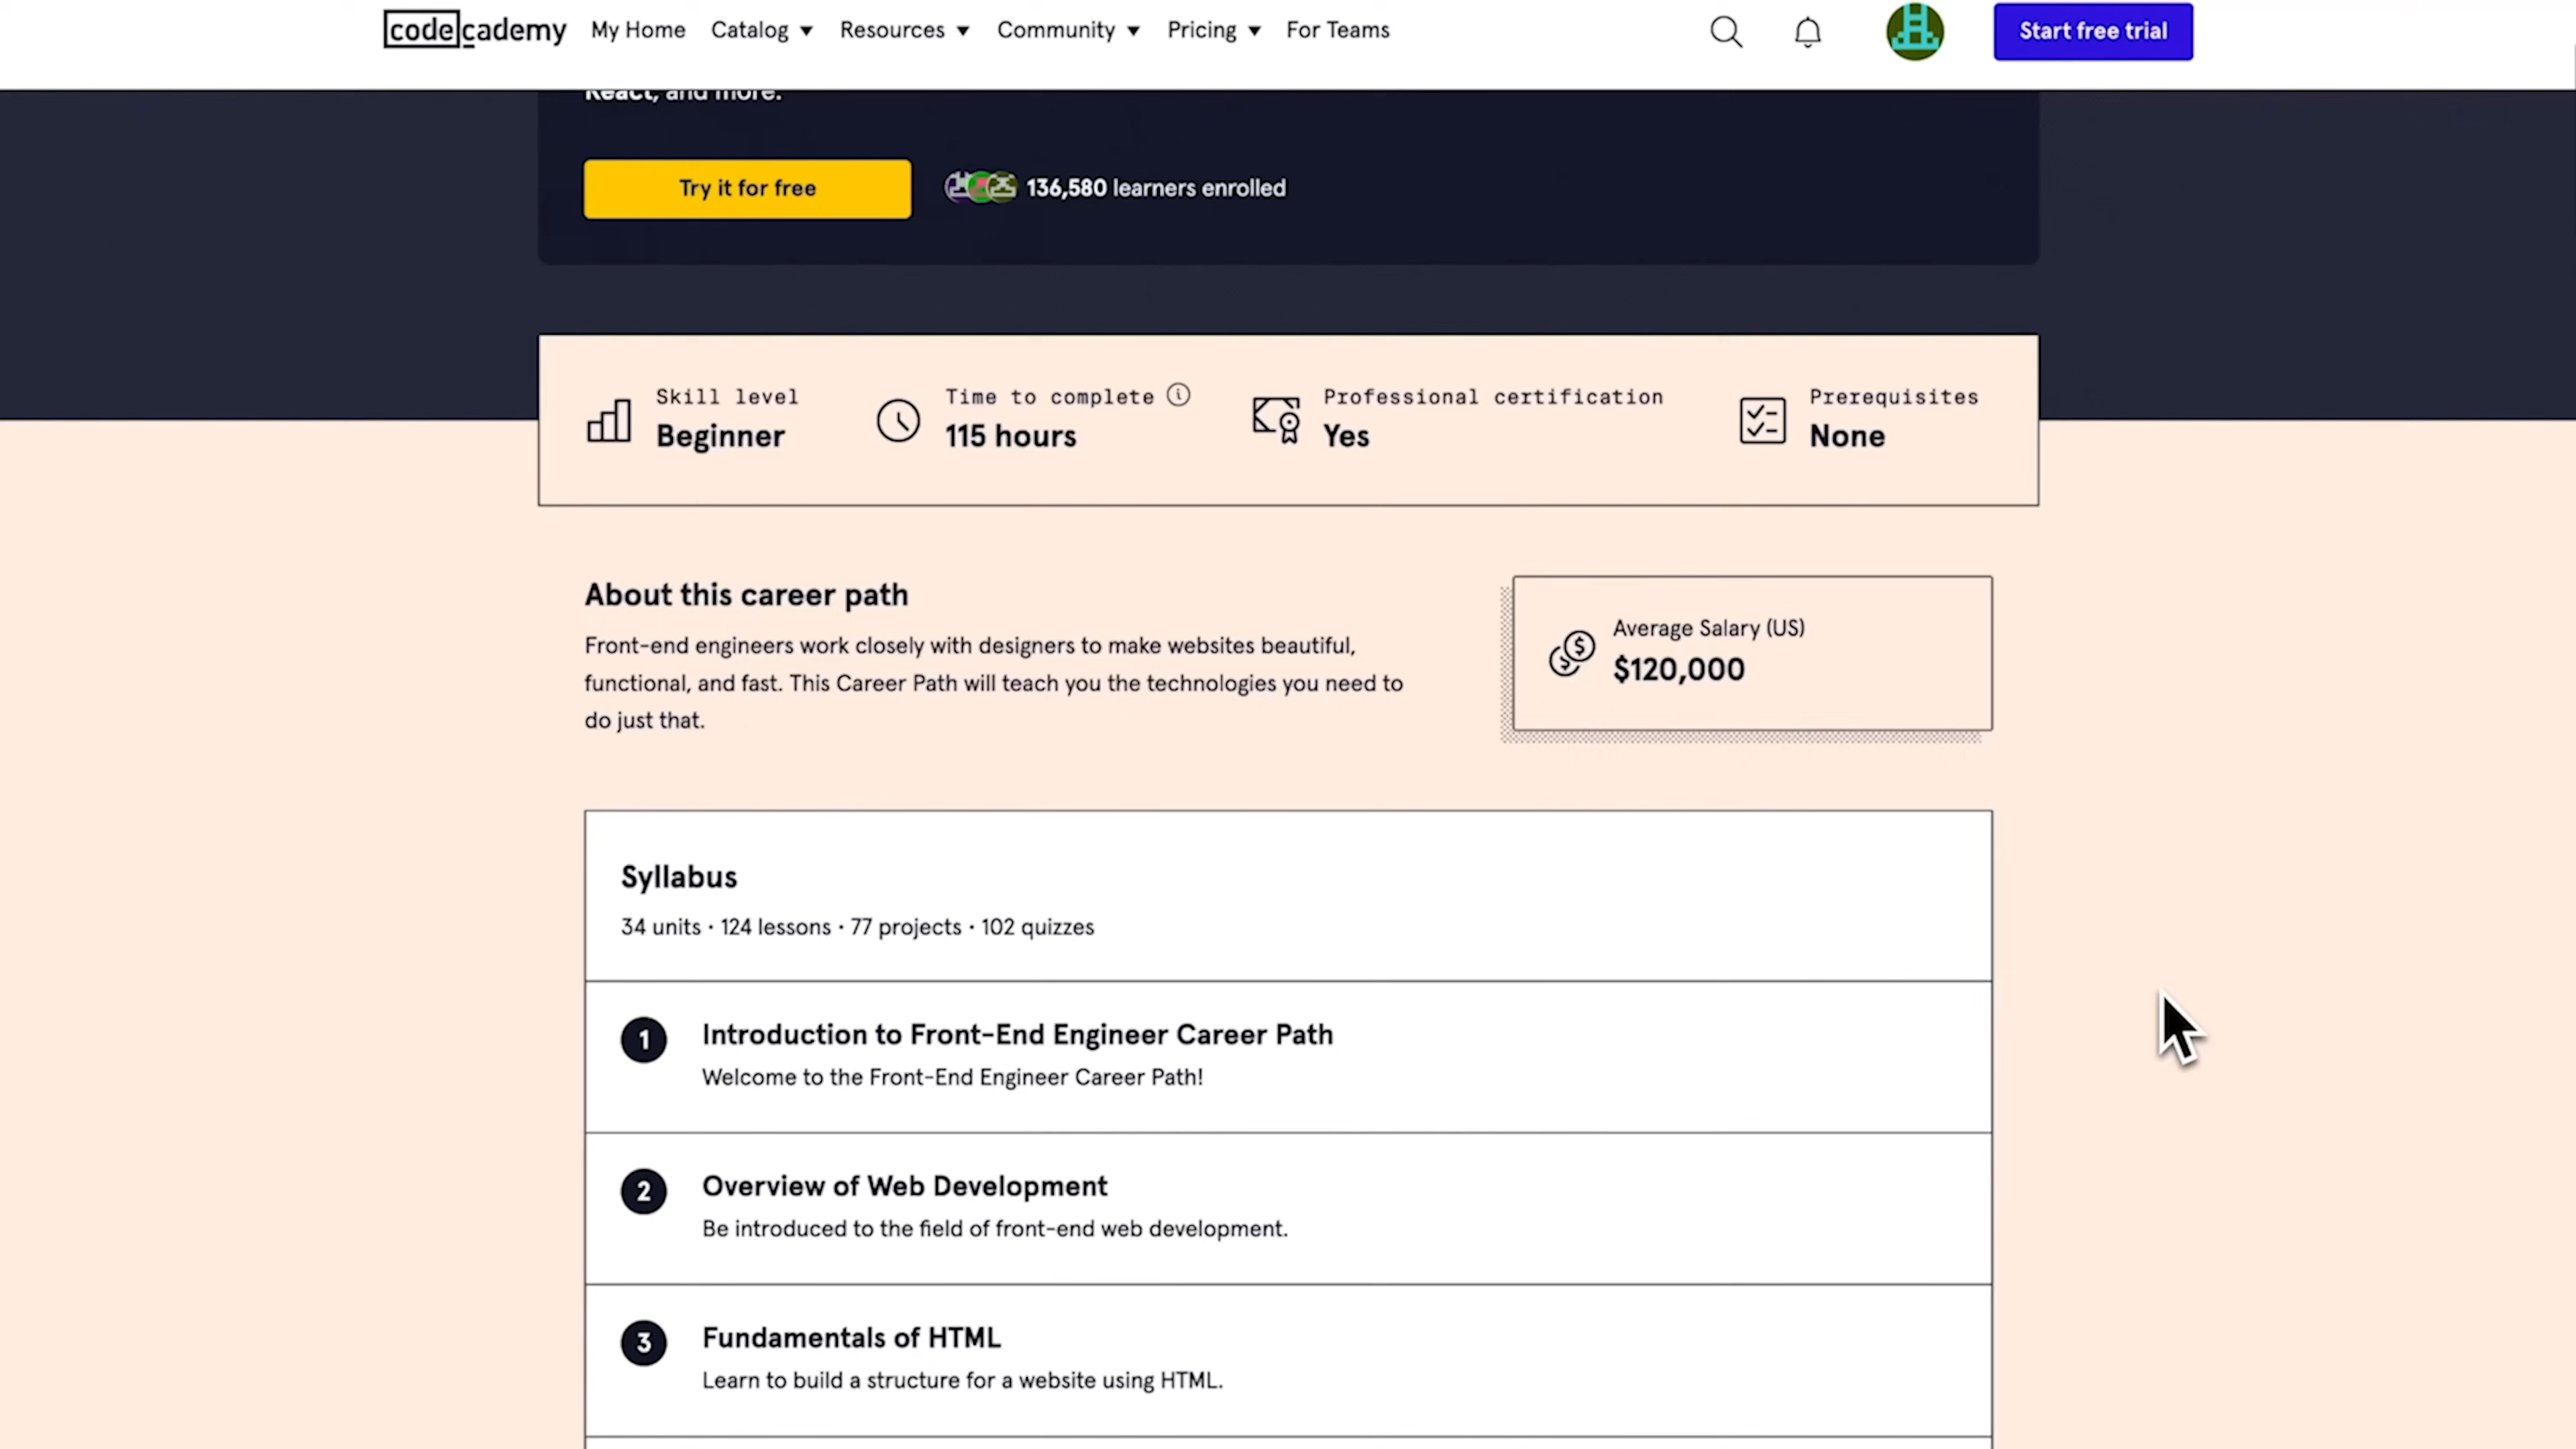 codecademy My Home Catalog Resources Community Pricing For Teams Start free trial
React, and more.
Try it for free 136,580 learners enrolled
Skill level Time to complete Professional certification Prerequisites
Beginner 115 hours Yes None
About this career path
Front-end engineers work closely with designers to make websites beautiful,
functional, and fast. This Career Path will teach you the technologies you need to
do just that.
Average Salary (US)
$120,000
Syllabus
34 units · 124 lessons · 77 projects · 102 quizzes
1 Introduction to Front-End Engineer Career Path
Welcome to the Front-End Engineer Career Path!
2 Overview of Web Development
Be introduced to the field of front-end web development.
3 Fundamentals of HTML
Learn to build a structure for a website using HTML.